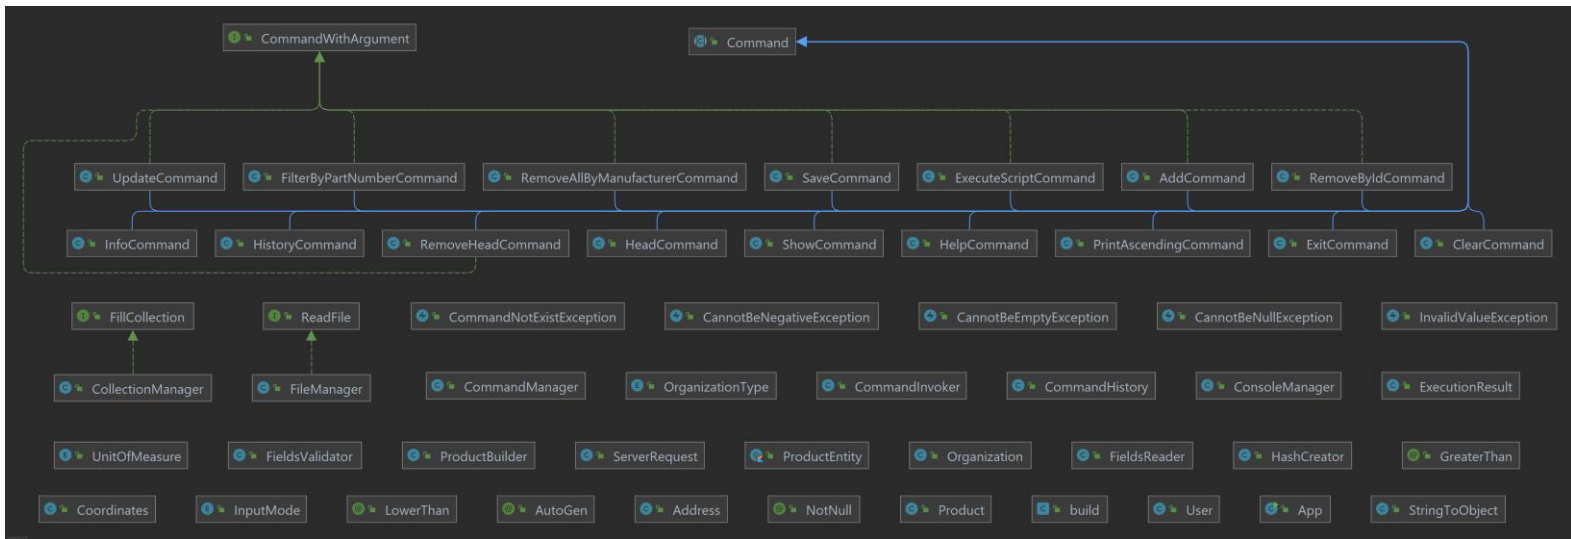 CommandWithArgument
Command
UpdateCommand
FilterByPartNumberCommand
RemoveAllByManufacturerCommand
SaveCommand
ExecuteScriptCommand
AddCommand
RemoveByIdCommand
InfoCommand
HistoryCommand
RemoveHeadCommand
HeadCommand
ShowCommand
HelpCommand
PrintAscendingCommand
ExitCommand
ClearCommand
FillCollection
ReadFile
CommandNotExistException
CannotBeNegativeException
CannotBeEmptyException
CannotBeNullException
InvalidValueException
CollectionManager
FileManager
CommandManager
OrganizationType
CommandInvoker
CommandHistory
ConsoleManager
ExecutionResult
UnitOfMeasure
FieldsValidator
ProductBuilder
ServerRequest
ProductEntity
Organization
FieldsReader
HashCreator
GreaterThan
Coordinates
InputMode
LowerThan
AutoGen
Address
NotNull
Product
build
User
App
StringToObject